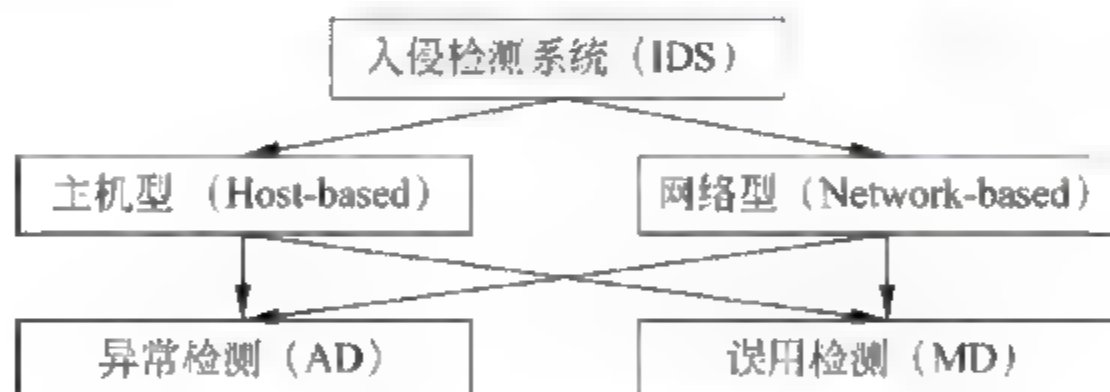 入侵检测系统（IDS）
主机型（Host-based）
网络型（Network-based）
异常检测（AD）
误用检测（MD）